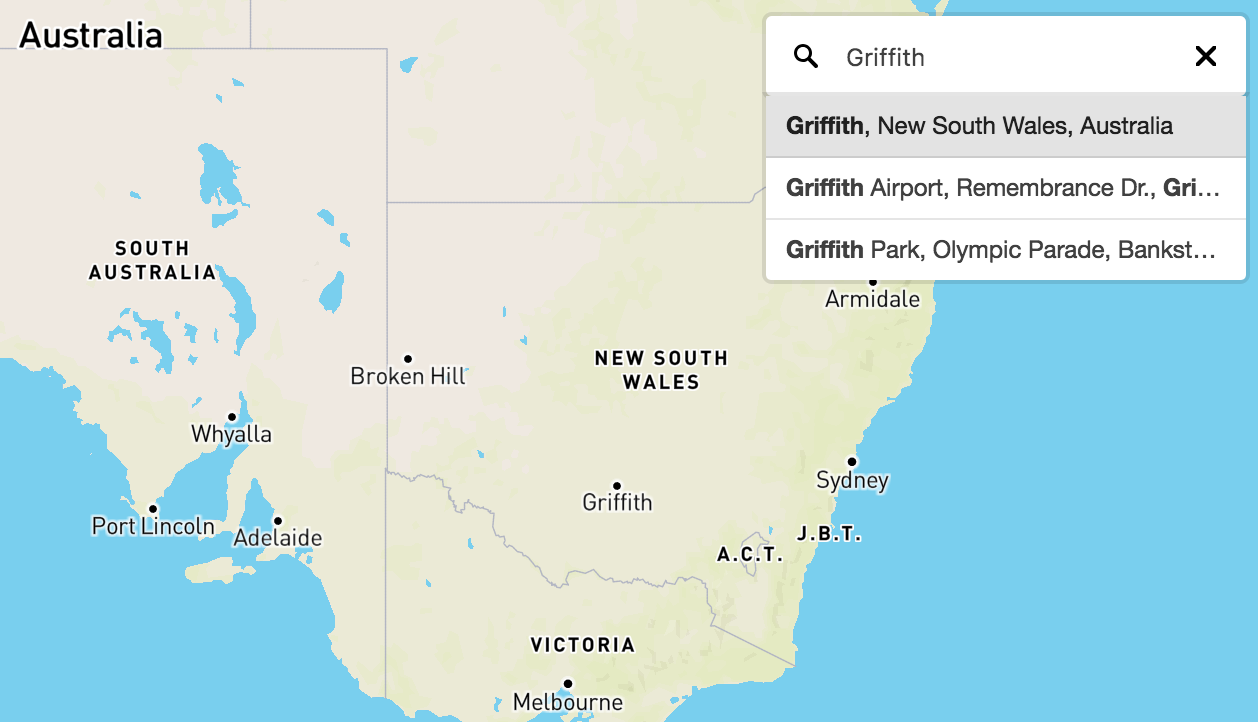 Australia
Griffith
Griffith, New South Wales, Australia
Griffith Airport, Remembrance Dr., Gri...
Griffith Park, Olympic Parade, Bankst...
SOUTH
AUSTRALIA
Armidale
NEW SOUTH
WALES
Broken Hill
Whyalla
Sydney
Griffith
Port Lincoln
Adelaide
J.B.T.
A.C.T.
VICTORIA
Melbourne